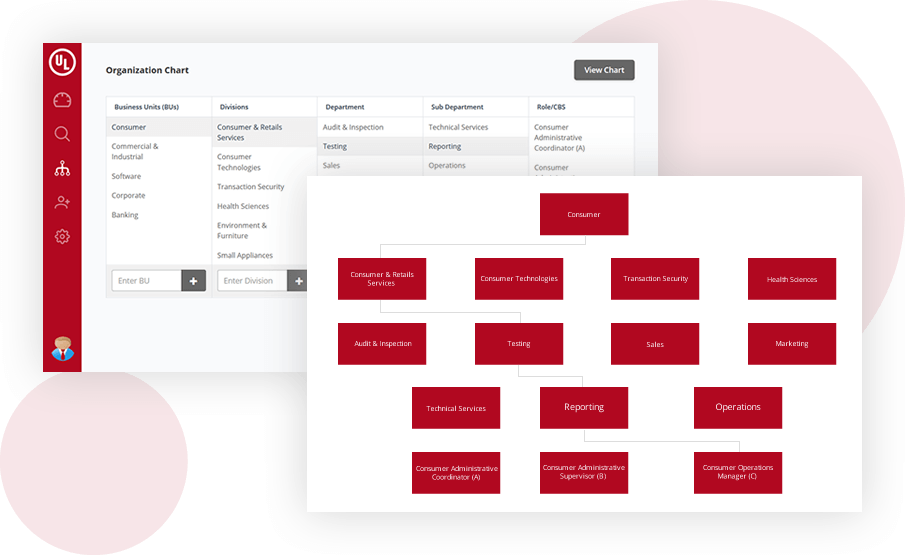 UL
Organization Chart
View Chart
Business Units (BUs)
Divisions
Department
Sub Department
Role/CBS
Consumer
Commercial &
Industrial
Software
Corporate
Banking
Enter BU
+
Consumer & Retails
Services
Consumer
Technologies
Transaction Security
Health Sciences
Environment &
Furniture
Small Appliances
Enter Division
+
Audit & Inspection
Testing
Sales
Technical Services
Reporting
Operations
Consumer
Administrative
Coordinator (A)
Consumer
Consumer
Consumer & Retails
Services
Consumer Technologies
Transaction Security
Health Sciences
Audit & Inspection
Testing
Sales
Marketing
Technical Services
Reporting
Operations
Consumer Administrative
Coordinator (A)
Consumer Administrative
Supervisor (B)
Consumer Operations
Manager (C)